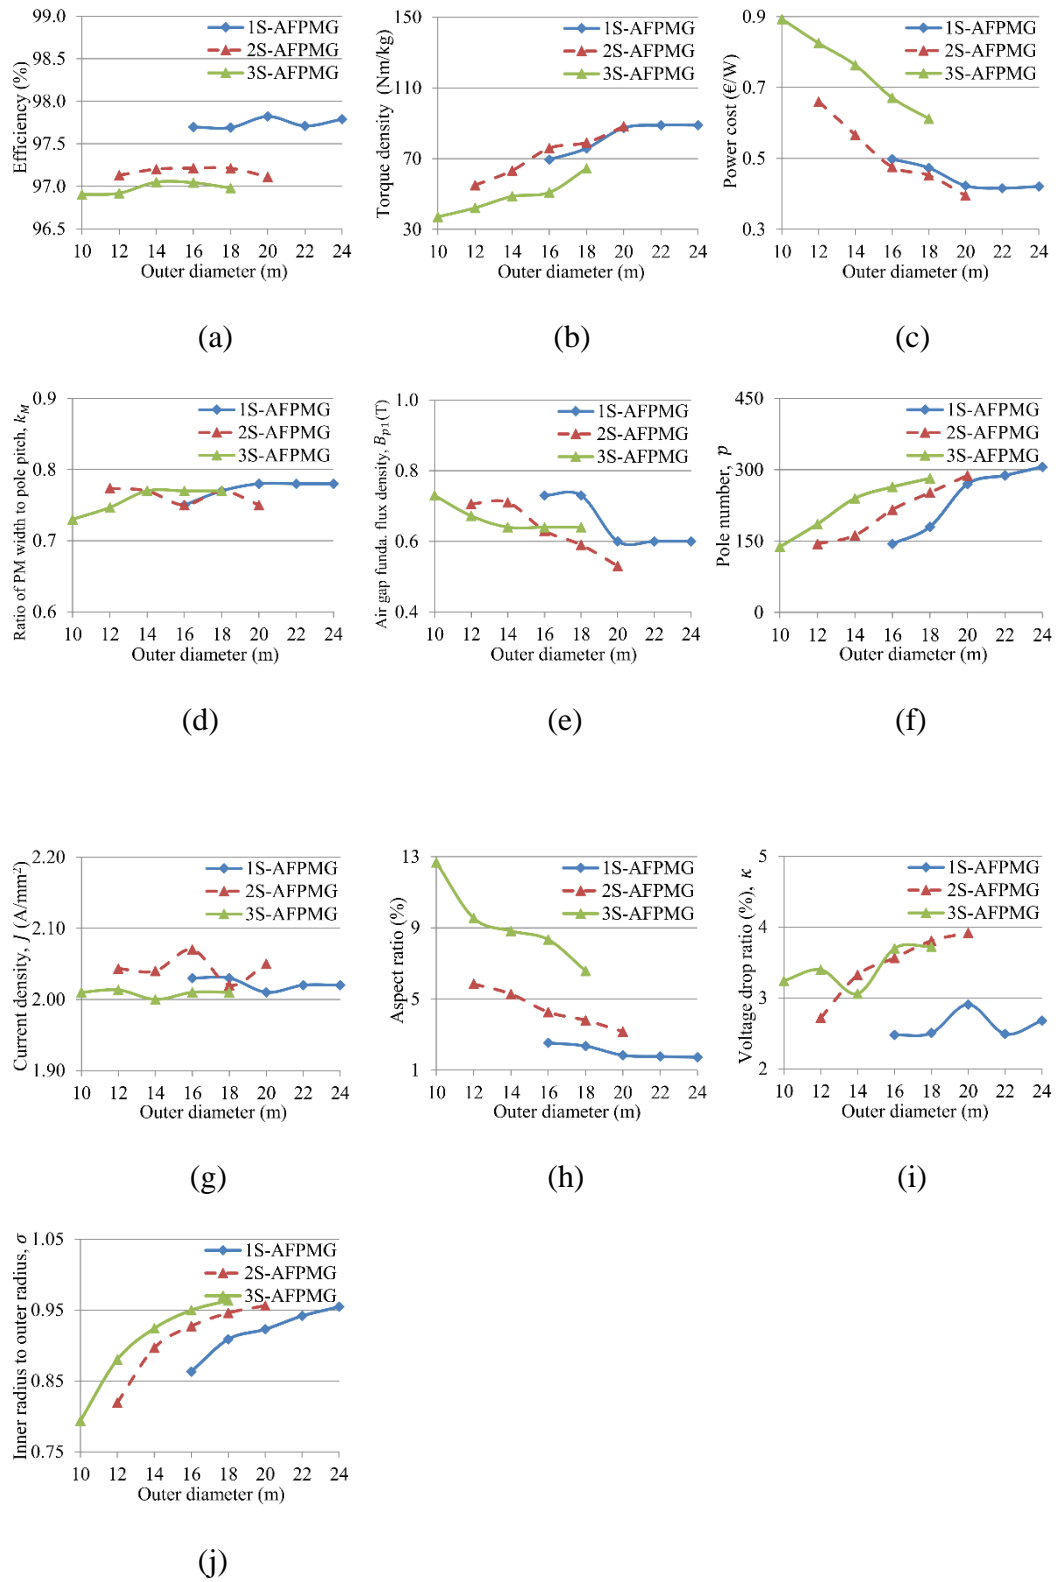 99.0
98.5
98.0
97.5
97.0
96.5
Efficiency (%)
1S-AFPMG
2S-AFPMG
3S-AFPMG
10 12 14 16 18 20 22 24
Outer diameter (m)
(a)
150
110
70
30
Torque density (Nm/kg)
1S-AFPMG
2S-AFPMG
3S-AFPMG
10 12 14 16 18 20 22 24
Outer diameter (m)
(b)
0.9
0.7
0.5
0.3
Power cost (€/W)
1S-AFPMG
2S-AFPMG
3S-AFPMG
10 12 14 16 18 20 22 24
Outer diameter (m)
(c)
0.9
0.8
0.7
0.6
Ratio of PM width to pole pitch, kM
1S-AFPMG
2S-AFPMG
3S-AFPMG
10 12 14 16 18 20 22 24
Outer diameter (m)
(d)
1.0
0.8
0.6
0.4
Air gap funda. flux density, Bp1(T)
1S-AFPMG
2S-AFPMG
3S-AFPMG
10 12 14 16 18 20 22 24
Outer diameter (m)
(e)
450
300
150
0
Pole number, p
1S-AFPMG
2S-AFPMG
3S-AFPMG
10 12 14 16 18 20 22 24
Outer diameter (m)
(f)
2.20
2.10
2.00
1.90
Current density, J (A/mm²)
1S-AFPMG
2S-AFPMG
3S-AFPMG
10 12 14 16 18 20 22 24
Outer diameter (m)
(g)
13
9
5
1
Aspect ratio (%)
1S-AFPMG
2S-AFPMG
3S-AFPMG
10 12 14 16 18 20 22 24
Outer diameter (m)
(h)
5
4
3
2
Voltage drop ratio (%), κ
1S-AFPMG
2S-AFPMG
3S-AFPMG
10 12 14 16 18 20 22 24
Outer diameter (m)
(i)
1.05
0.95
0.85
0.75
Inner radius to outer radius, σ
1S-AFPMG
2S-AFPMG
3S-AFPMG
10 12 14 16 18 20 22 24
Outer diameter (m)
(j)